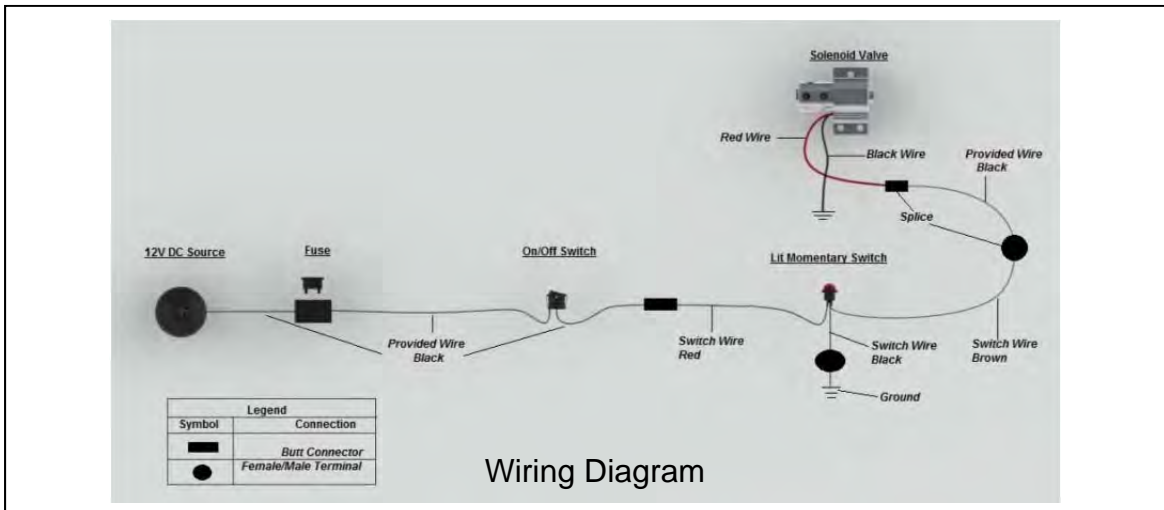 Solenoid Valve
Red Wire
Black Wire
Provided Wire
Black
Splice
12V DC Source
Fuse
On/Off Switch
Lit Momentary Switch
Provided Wire
Black
Switch Wire
Red
Switch Wire
Black
Switch Wire
Brown
Ground
Legend
Symbol Connection
Butt Connector
Female/Male Terminal
Wiring Diagram